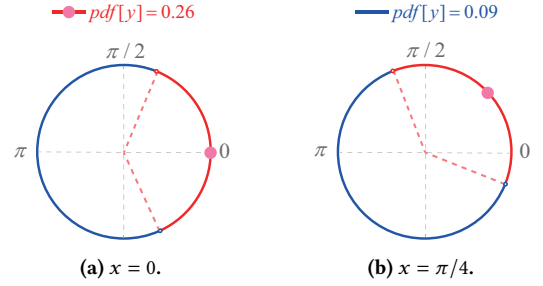 pdf[y]=0.26 pdf[y]=0.09
π/2 π/2
π 0 π 0
(a) x = 0. (b) x = π/4.